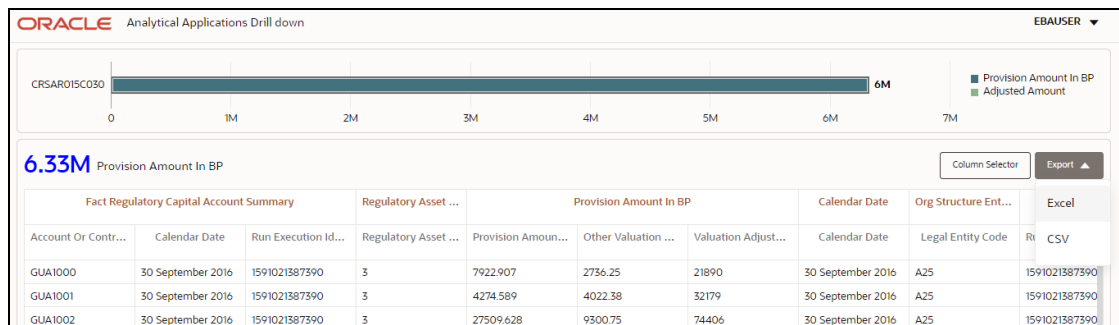 ORACLE Analytical Applications Drill down EBAUSER
CRSAR015C030 6M Provision Amount In BP
Adjusted Amount
0 1M 2M 3M 4M 5M 6M 7M
6.33M Provision Amount In BP Column Selector Export
Fact Regulatory Capital Account Summary Regulatory Asset ... Provision Amount In BP Calendar Date Org Structure Ent... Excel
Account Or Contr... Calendar Date Run Execution Id... Regulatory Asset ... Provision Amoun... Other Valuation ... Valuation Adjust... Calendar Date Legal Entity Code CSV
GUA1000 30 September 2016 1591021387390 3 7922.907 2736.25 21890 30 September 2016 A25 1591021387390
GUA1001 30 September 2016 1591021387390 3 4274.589 4022.38 32179 30 September 2016 A25 1591021387390
GUA1002 30 September 2016 1591021387390 3 27509.628 9300.75 74406 30 September 2016 A25 1591021387390